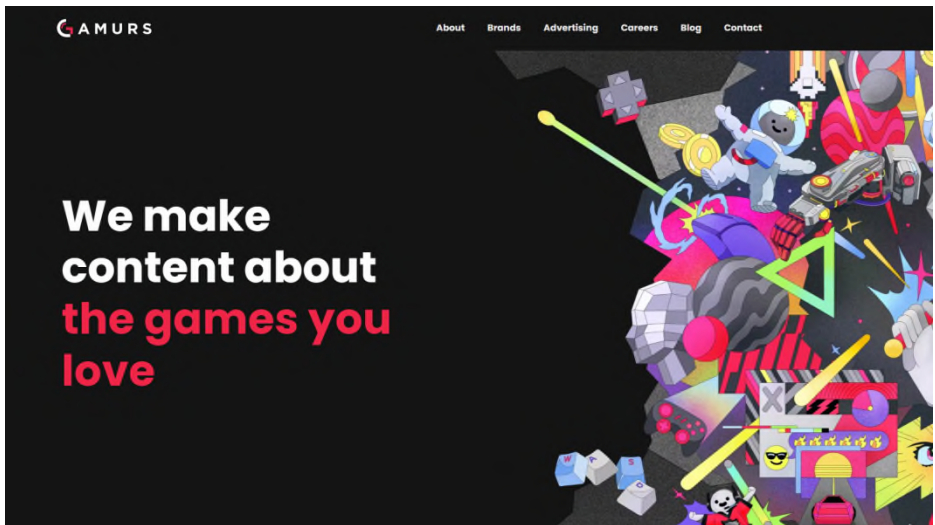 GAMURS
About Brands Advertising Careers Blog Contact
We make
content about
the games you
love
W A S
D